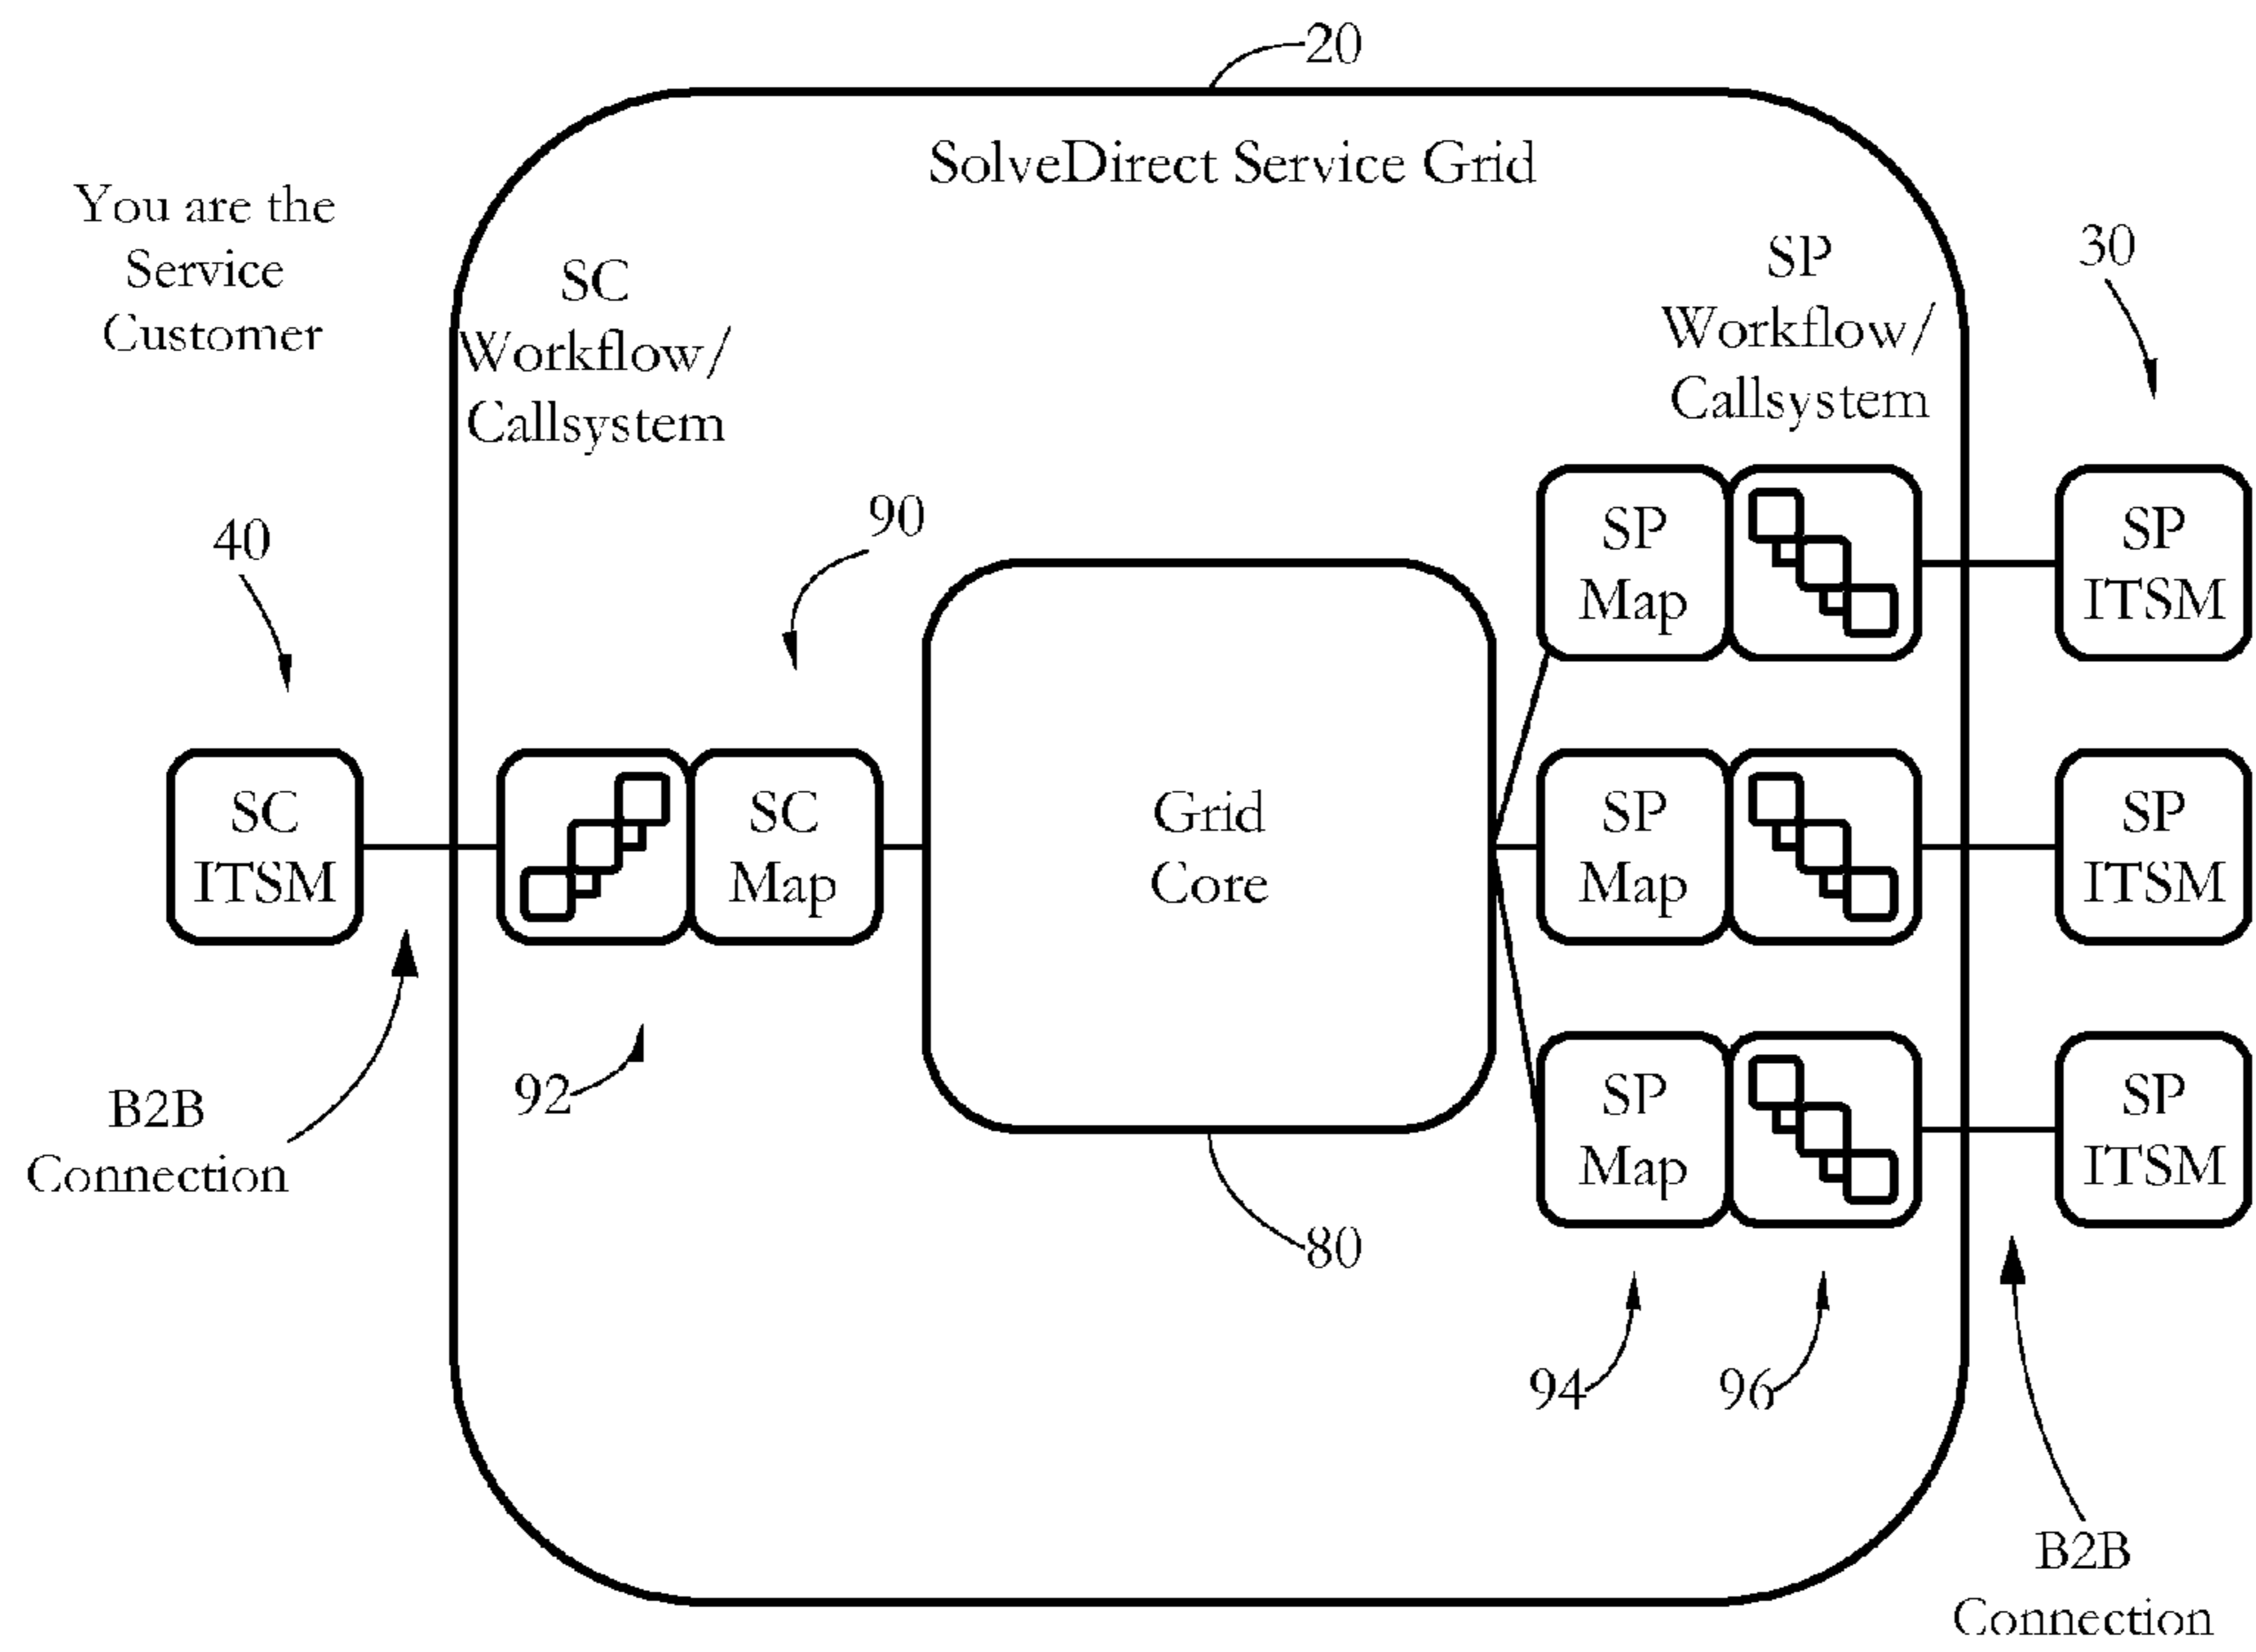 20
SolveDirect Service Grid
You are the
Service
Customer
SC
Workflow/
Callsystem
SP
Workflow/
Callsystem
30
40
90
SP
Map
SP
ITSM
SC
ITSM
SC
Map
Grid
Core
SP
Map
SP
ITSM
B2B
Connection
92
SP
Map
SP
ITSM
80
94
96
B2B
Connection